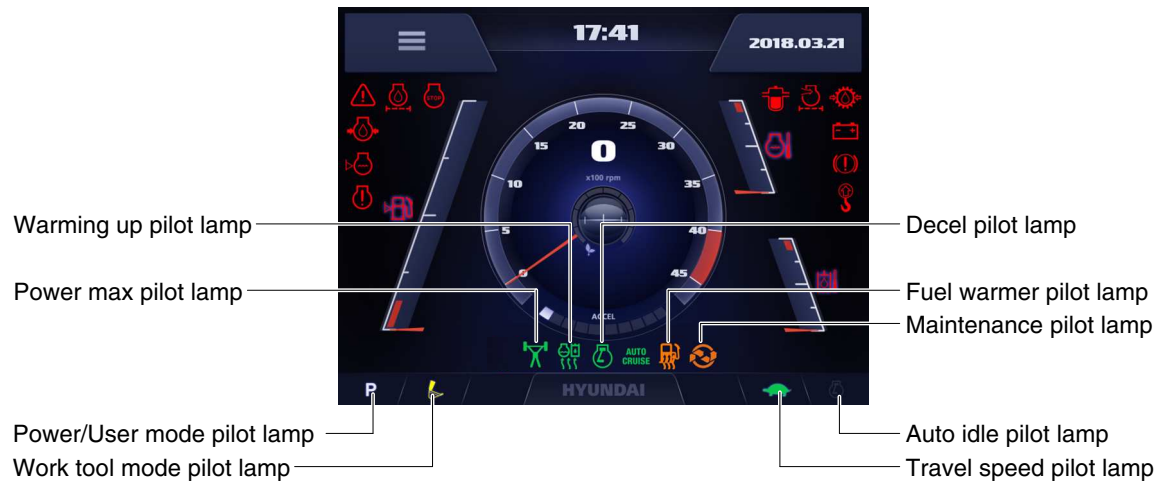 17:41
2018.03.21
STOP
20 25
15 30
0
x100 rpm
10 35
5 40
0 45
ACCEL
AUTO
CRUISE
P
HYUNDAI
Warming up pilot lamp
Power max pilot lamp
Power/User mode pilot lamp
Work tool mode pilot lamp
Decel pilot lamp
Fuel warmer pilot lamp
Maintenance pilot lamp
Auto idle pilot lamp
Travel speed pilot lamp